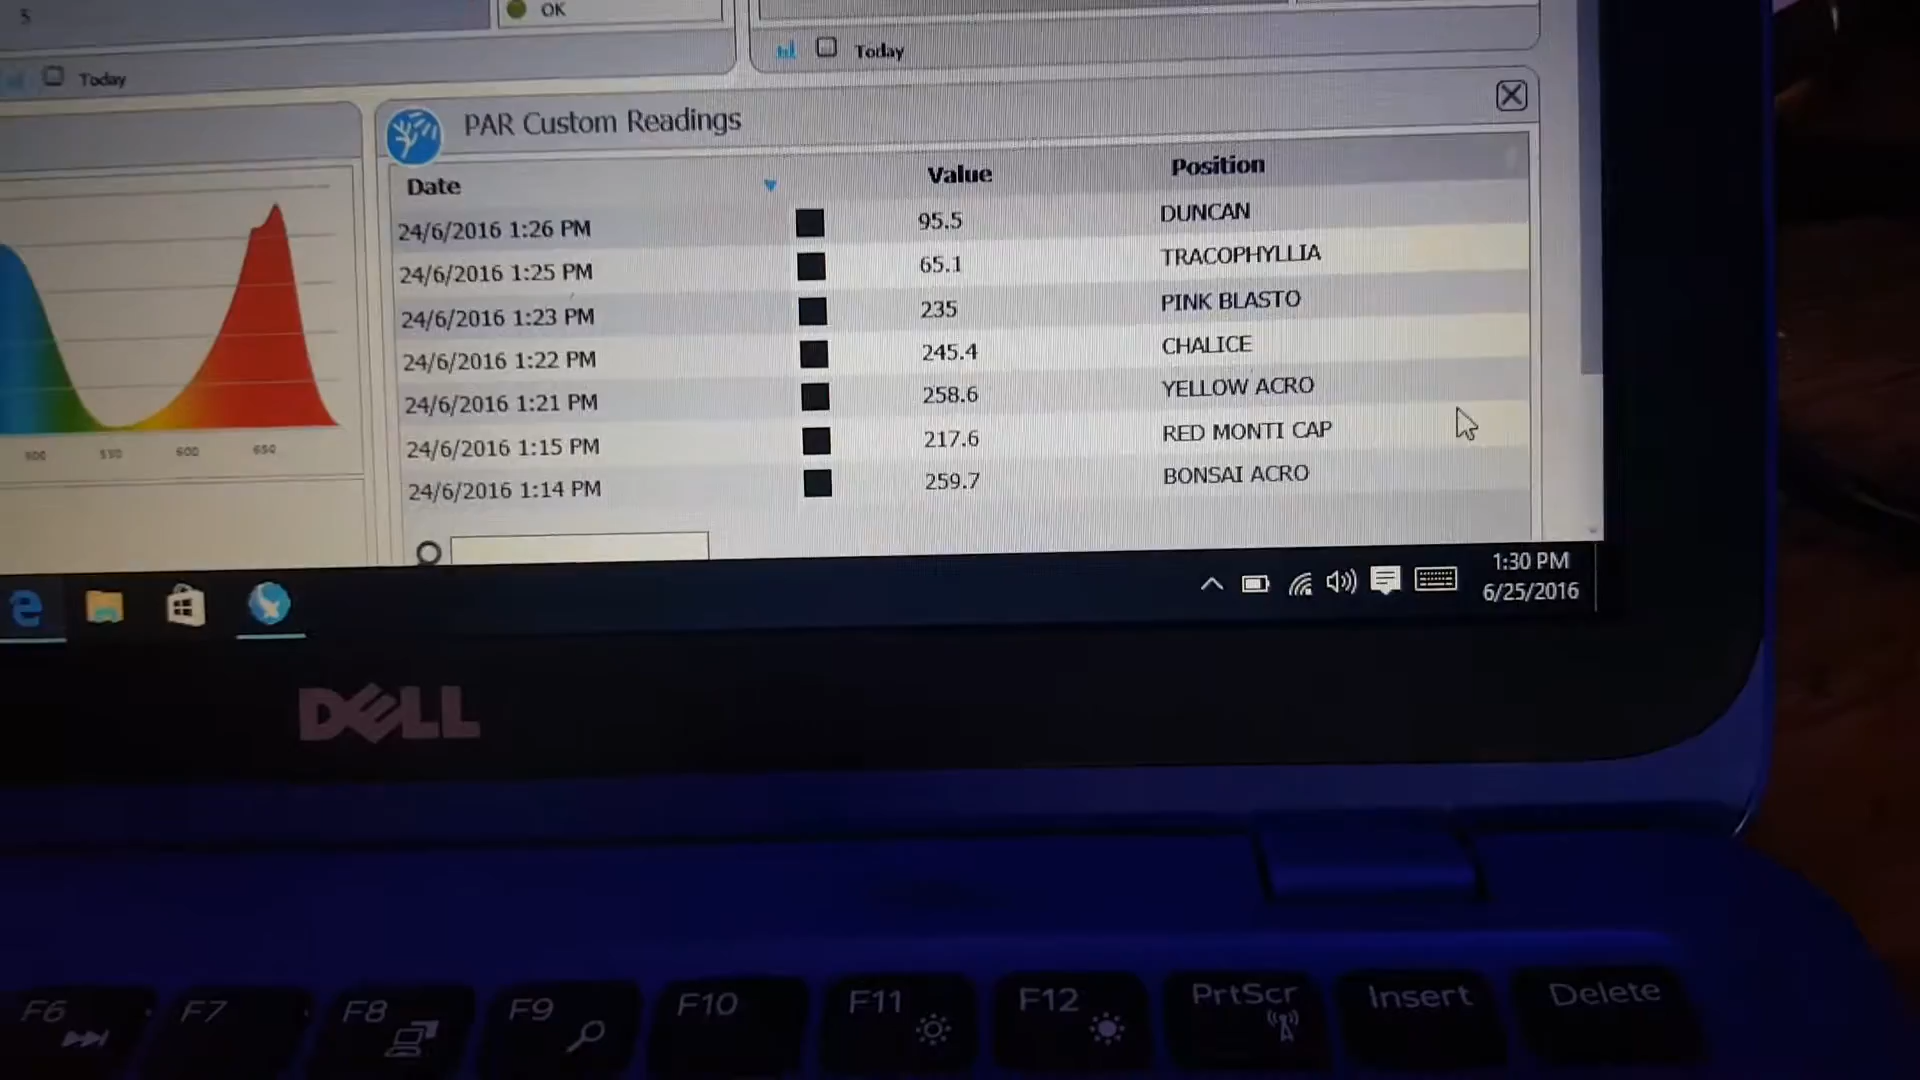 5
OK
Today
Today
PAR Custom Readings
Date Value Position
24/6/2016 1:26 PM 95.5 DUNCAN
24/6/2016 1:25 PM 65.1 TRACOPHYLLIA
24/6/2016 1:23 PM 235 PINK BLASTO
24/6/2016 1:22 PM 245.4 CHALICE
24/6/2016 1:21 PM 258.6 YELLOW ACRO
24/6/2016 1:15 PM 217.6 RED MONTI CAP
24/6/2016 1:14 PM 259.7 BONSAI ACRO
500 550 600 650
1:30 PM
6/25/2016
DELL
F6 F7 F8 F9 F10 F11 F12 PrtScr Insert Delete